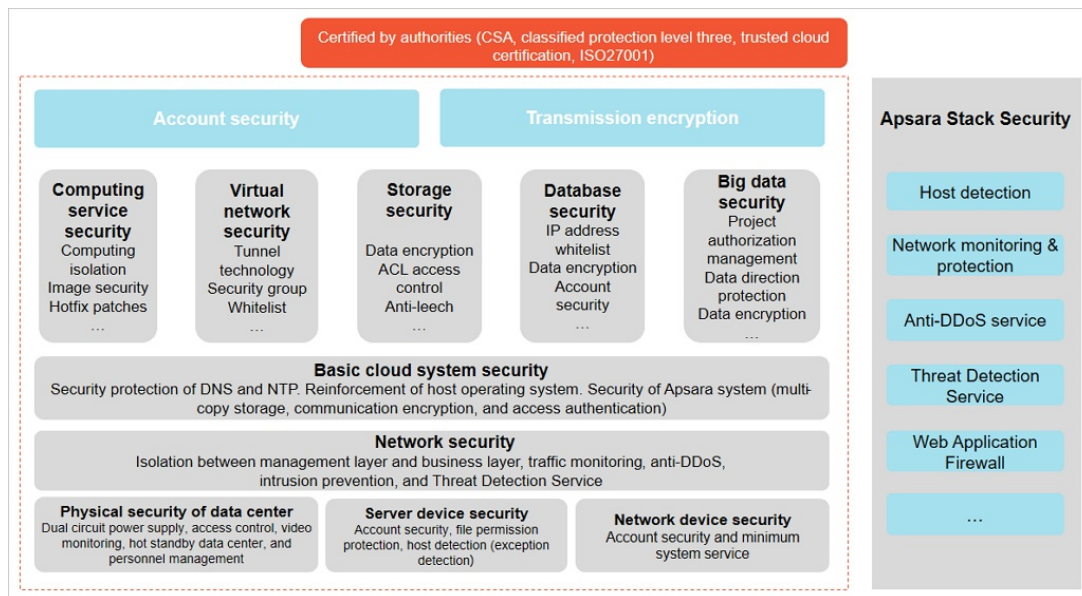 Certified by authorities (CSA, classified protection level three, trusted cloud
certification, ISO27001)
Account security
Transmission encryption
Computing
service
security
Computing
isolation
Image security
Hotfix patches
…
Virtual
network
security
Tunnel
technology
Security group
Whitelist
…
Storage
security
Data encryption
ACL access
control
Anti-leech
…
Database
security
IP address
whitelist
Data encryption
Account
security
…
Big data
security
Project
authorization
management
Data direction
protection
Data encryption
…
Basic cloud system security
Security protection of DNS and NTP. Reinforcement of host operating system. Security of Apsara system (multi-
copy storage, communication encryption, and access authentication)
Network security
Isolation between management layer and business layer, traffic monitoring, anti-DDoS,
intrusion prevention, and Threat Detection Service
Physical security of data center
Dual circuit power supply, access control, video
monitoring, hot standby data center, and
personnel management
Server device security
Account security, file permission
protection, host detection (exception
detection)
Network device security
Account security and minimum
system service
Apsara Stack Security
Host detection
Network monitoring &
protection
Anti-DDoS service
Threat Detection
Service
Web Application
Firewall
…